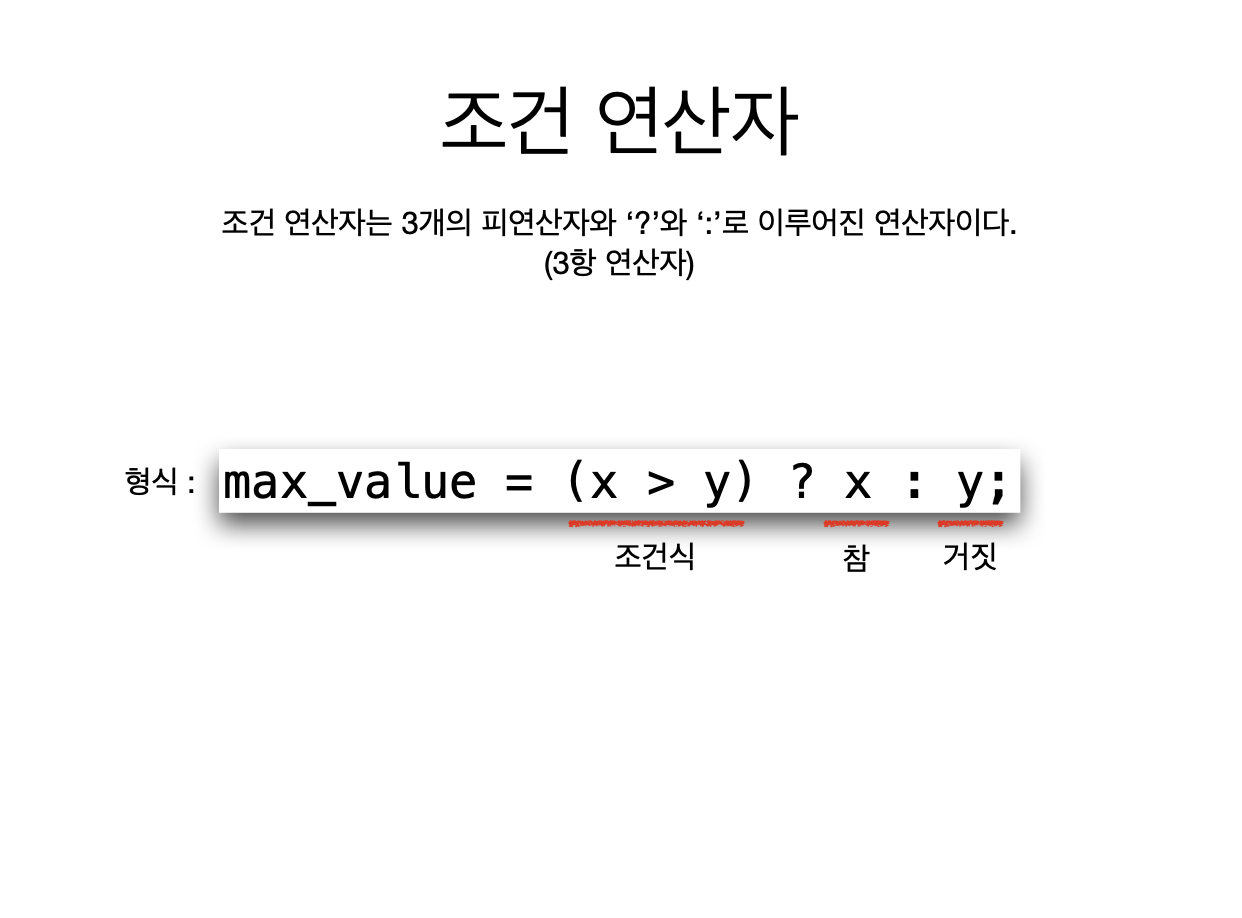 조건 연산자
조건 연산자는 3개의 피연산자와 ‘?’와 ‘:’로 이루어진 연산자이다.
(3항 연산자)
형식 : max_value = (x > y) ? x : y;
조건식 참 거짓